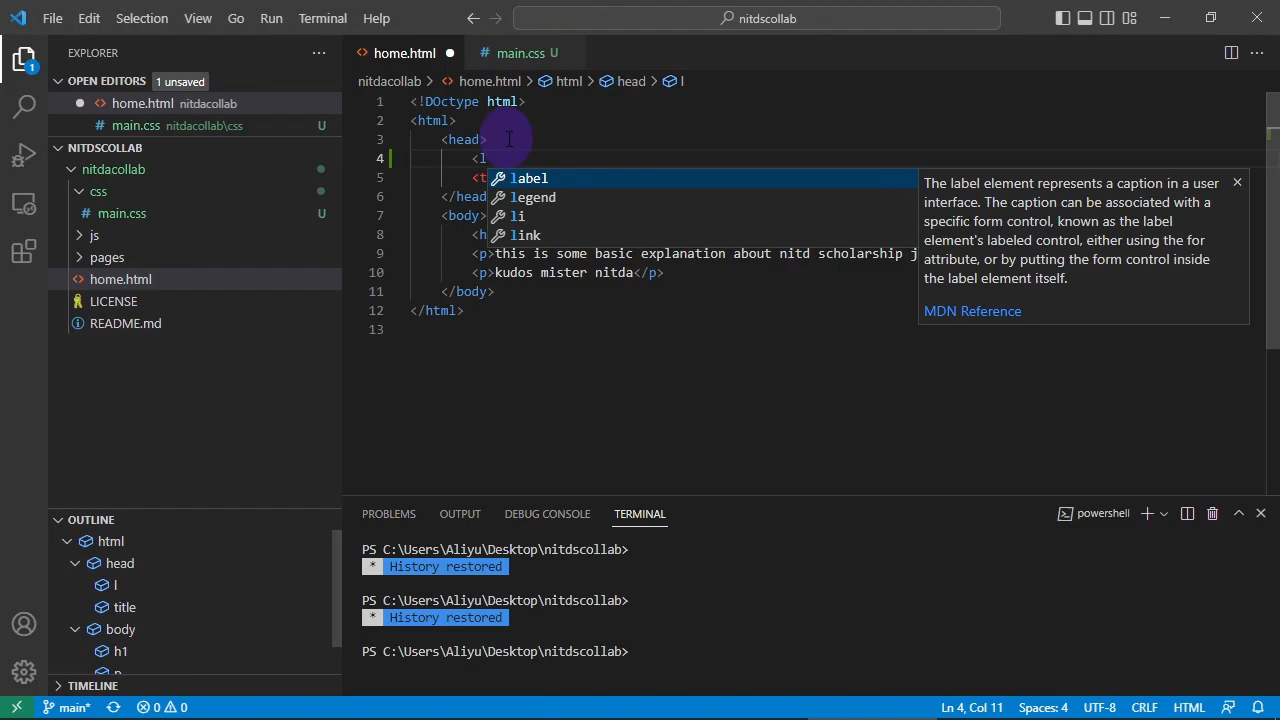 File Edit Selection View Go Run Terminal Help nitdscollab
EXPLORER
OPEN EDITORS 1 unsaved
home.html nitdacollab
main.css nitdacollab\css U
NITDSCOLLAB
nitdacollab
css
main.css U
js
pages
home.html
LICENSE
README.md
OUTLINE
html
head
l
title
body
h1
p
TIMELINE
home.html
main.css U
nitdacollab > home.html > html > head > l
1 <!DOctype html>
2 <html>
3 <head>
4 <l
5 <t
6 </head
7 <body>
8 <h
9 <p>this is some basic explanation about nitd scholarship j
10 <p>kudos mister nitda</p>
11 </body>
12 </html>
13
label
legend
li
link
The label element represents a caption in a user
interface. The caption can be associated with a
specific form control, known as the label
element's labeled control, either using the for
attribute, or by putting the form control inside
the label element itself.
MDN Reference
PROBLEMS OUTPUT DEBUG CONSOLE TERMINAL powershell
PS C:\Users\Aliyu\Desktop\nitdscollab>
* History restored
PS C:\Users\Aliyu\Desktop\nitdscollab>
* History restored
PS C:\Users\Aliyu\Desktop\nitdscollab>
main* 0 0 Ln 4, Col 11 Spaces: 4 UTF-8 CRLF HTML